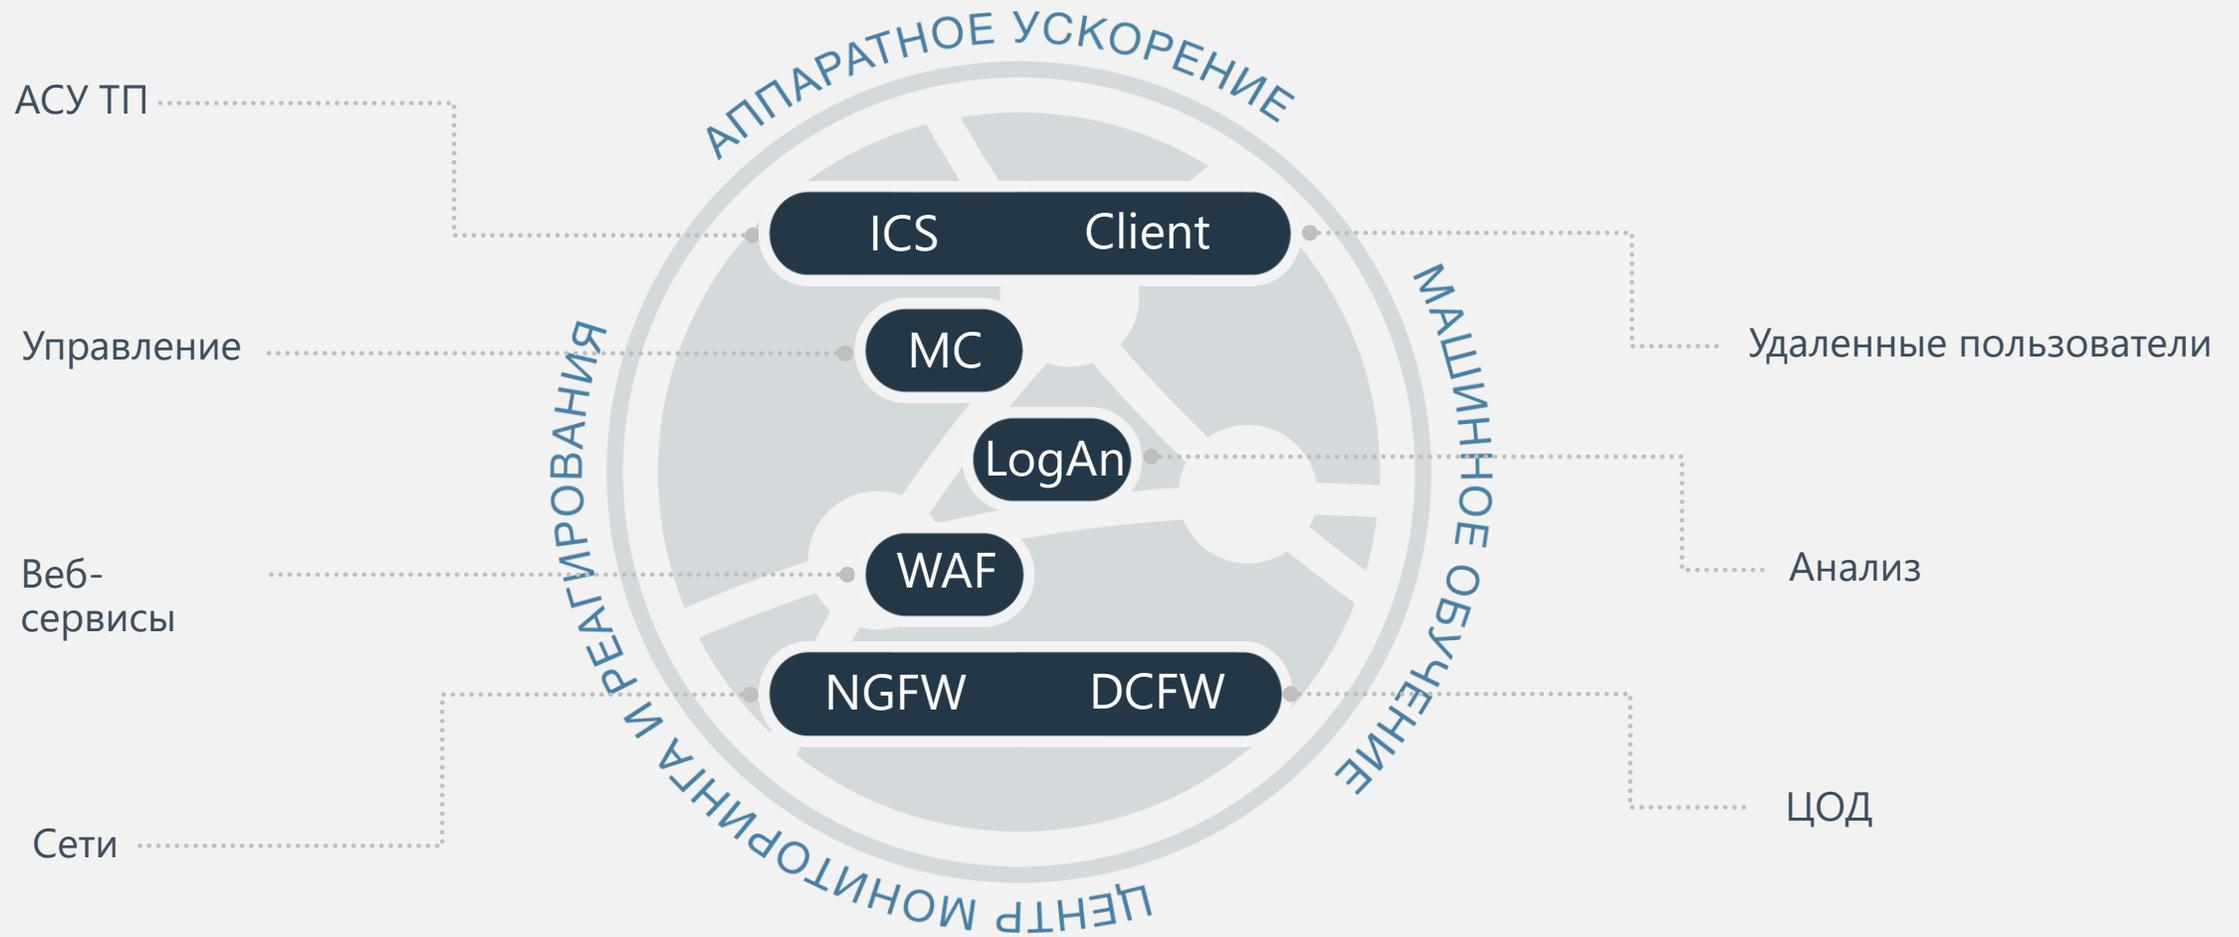 АППАРАТНОЕ УСКОРЕНИЕ
АСУ ТП
ICS
Client
МАШИННОЕ ОБУЧЕНИЕ
Управление
MC
Удаленные пользователи
LogAn
Анализ
Веб-
сервисы
WAF
NGFW
DCFW
ЦОД
Сети
ЦЕНТР МОНИТОРИНГА И РЕАГИРОВАНИЯ